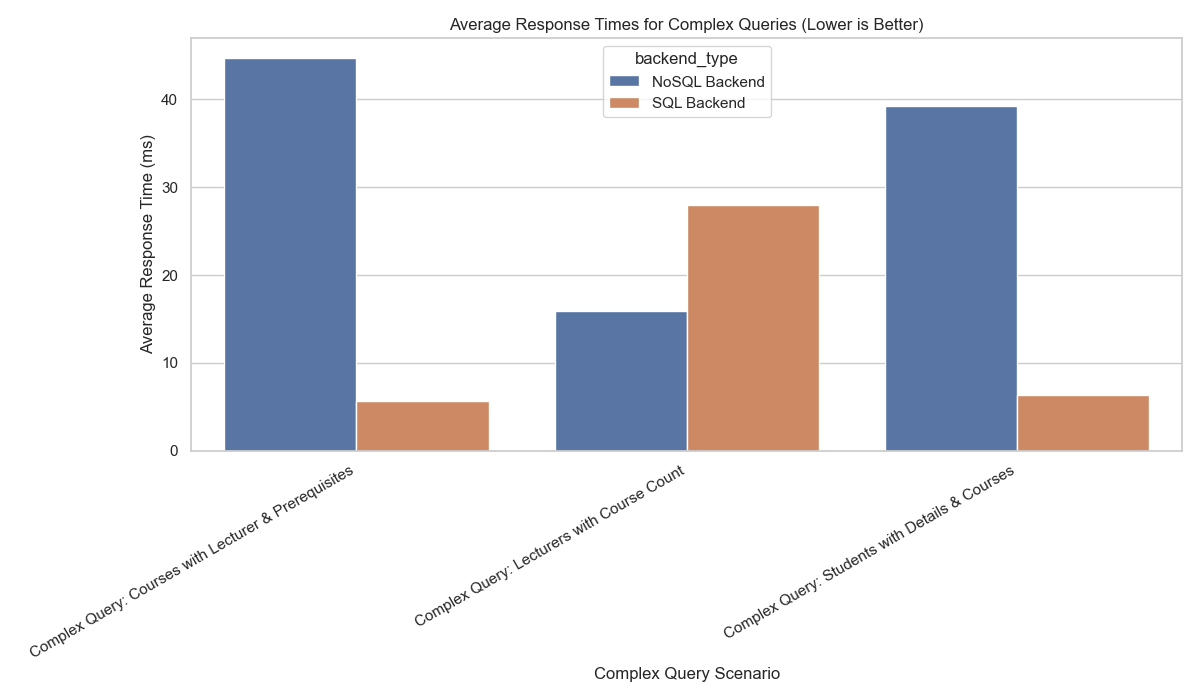 Average Response Times for Complex Queries (Lower is Better)
backend_type
NoSQL Backend
SQL Backend
Average Response Time (ms)
40
30
20
10
0
Complex Query: Courses with Lecturer & Prerequisites
Complex Query: Lecturers with Course Count
Complex Query: Students with Details & Courses
Complex Query Scenario